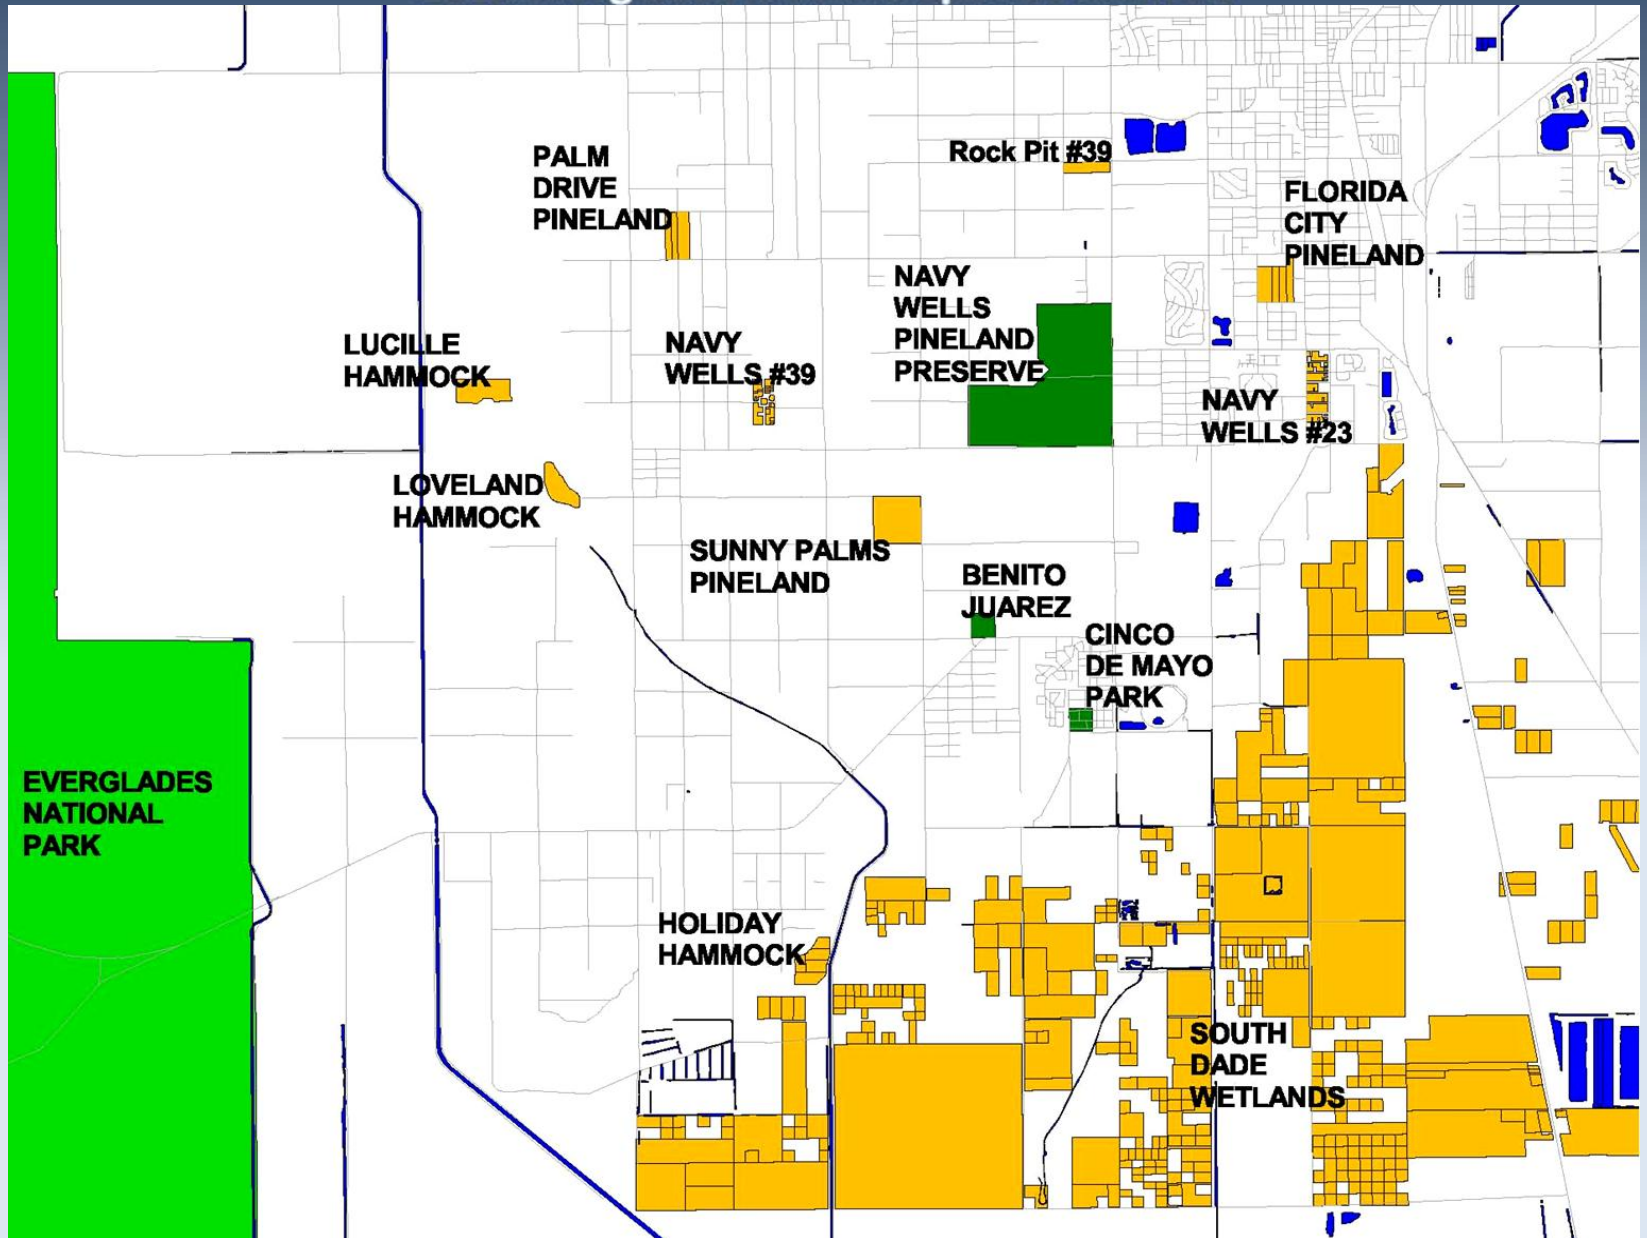 PALM
DRIVE
PINELAND
Rock Pit #39
FLORIDA
CITY
PINELAND
NAVY
WELLS
PINELAND
PRESERVE
LUCILLE
HAMMOCK
NAVY
WELLS #39
NAVY
WELLS #23
LOVELAND
HAMMOCK
SUNNY PALMS
PINELAND
BENITO
JUAREZ
CINCO
DE MAYO
PARK
EVERGLADES
NATIONAL
PARK
HOLIDAY
HAMMOCK
SOUTH
DADE
WETLANDS